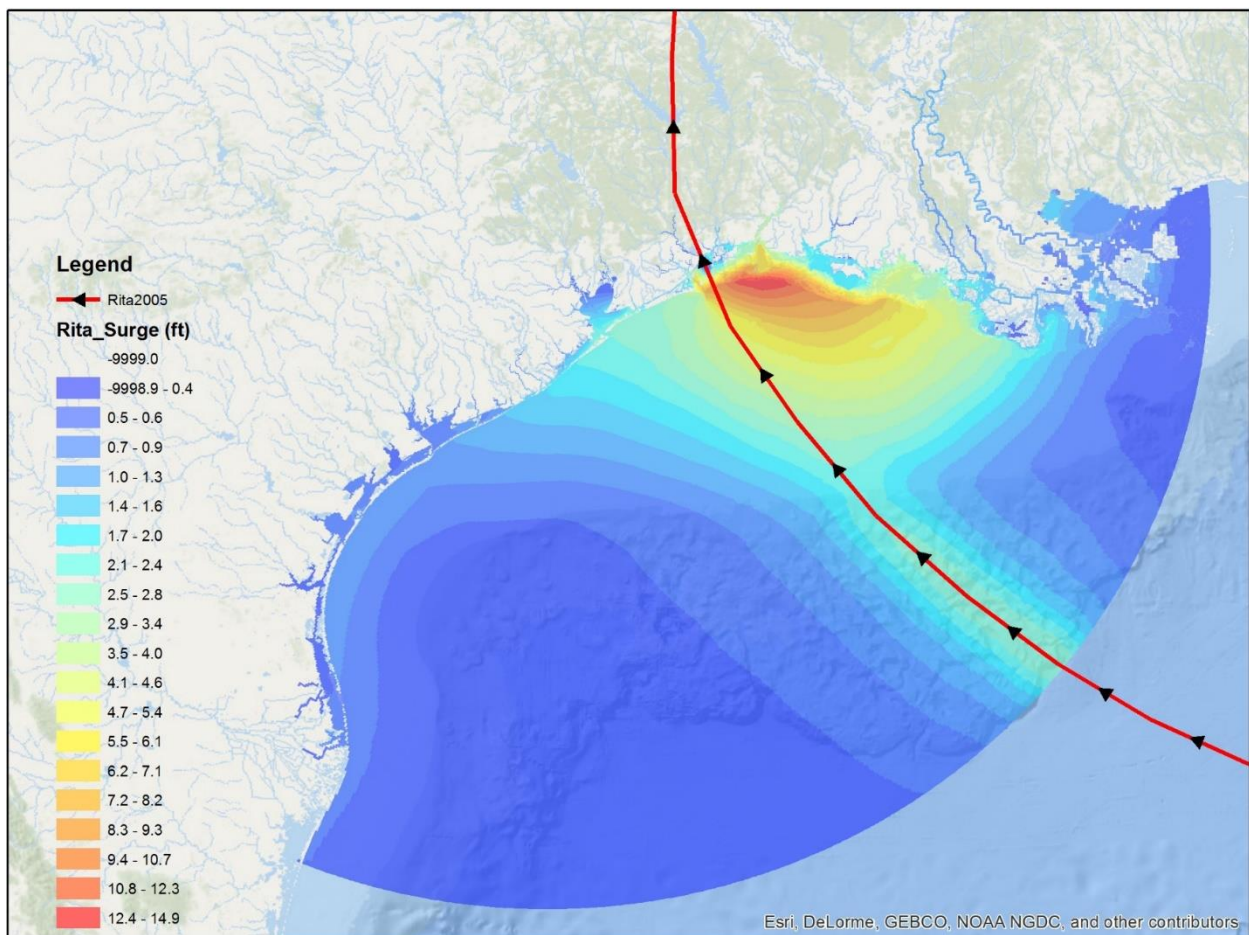 Legend
Rita2005
Rita_Surge (ft)
-9999.0
-9998.9 - 0.4
0.5 - 0.6
0.7 - 0.9
1.0 - 1.3
1.4 - 1.6
1.7 - 2.0
2.1 - 2.4
2.5 - 2.8
2.9 - 3.4
3.5 - 4.0
4.1 - 4.6
4.7 - 5.4
5.5 - 6.1
6.2 - 7.1
7.2 - 8.2
8.3 - 9.3
9.4 - 10.7
10.8 - 12.3
12.4 - 14.9
Esri, DeLorme, GEBCO, NOAA NGDC, and other contributors